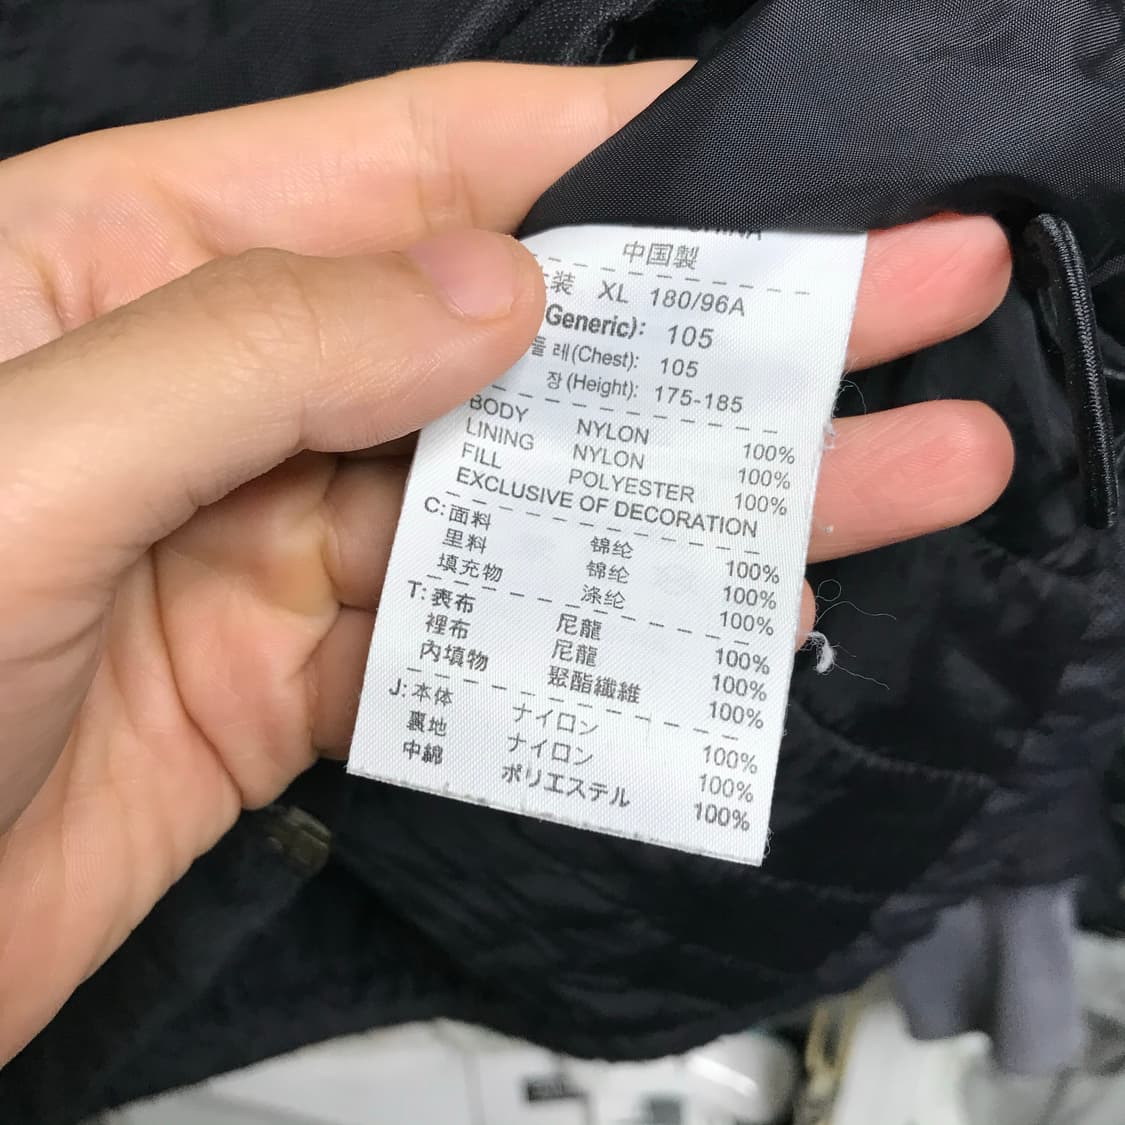 中国製
装 XL 180/96A
Generic): 105
레(Chest): 105
장(Height): 175-185
BODY NYLON 100%
LINING NYLON 100%
FILL POLYESTER 100%
EXCLUSIVE OF DECORATION
C:面料 锦纶 100%
里料 锦纶 100%
填充物 涤纶 100%
T:表布 尼龍 100%
裡布 尼龍 100%
內填物 聚酯纖維 100%
J:本体 ナイロン 100%
裏地 ナイロン 100%
中綿 ポリエステル 100%